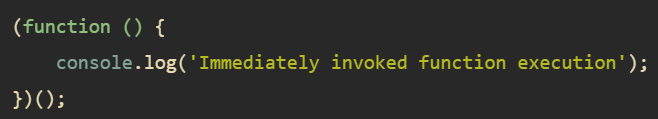 (function () {
    console.log('Immediately invoked function execution');
})();